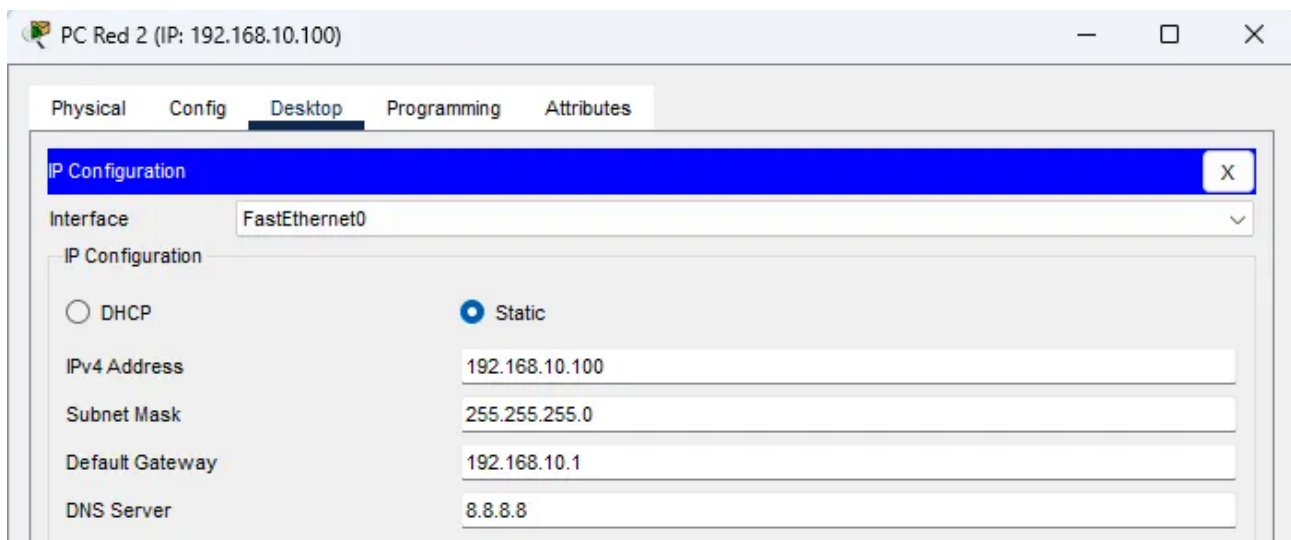 PC Red 2 (IP: 192.168.10.100)
Physical Config Desktop Programming Attributes
IP Configuration X
Interface FastEthernet0
IP Configuration
DHCP Static
IPv4 Address 192.168.10.100
Subnet Mask 255.255.255.0
Default Gateway 192.168.10.1
DNS Server 8.8.8.8